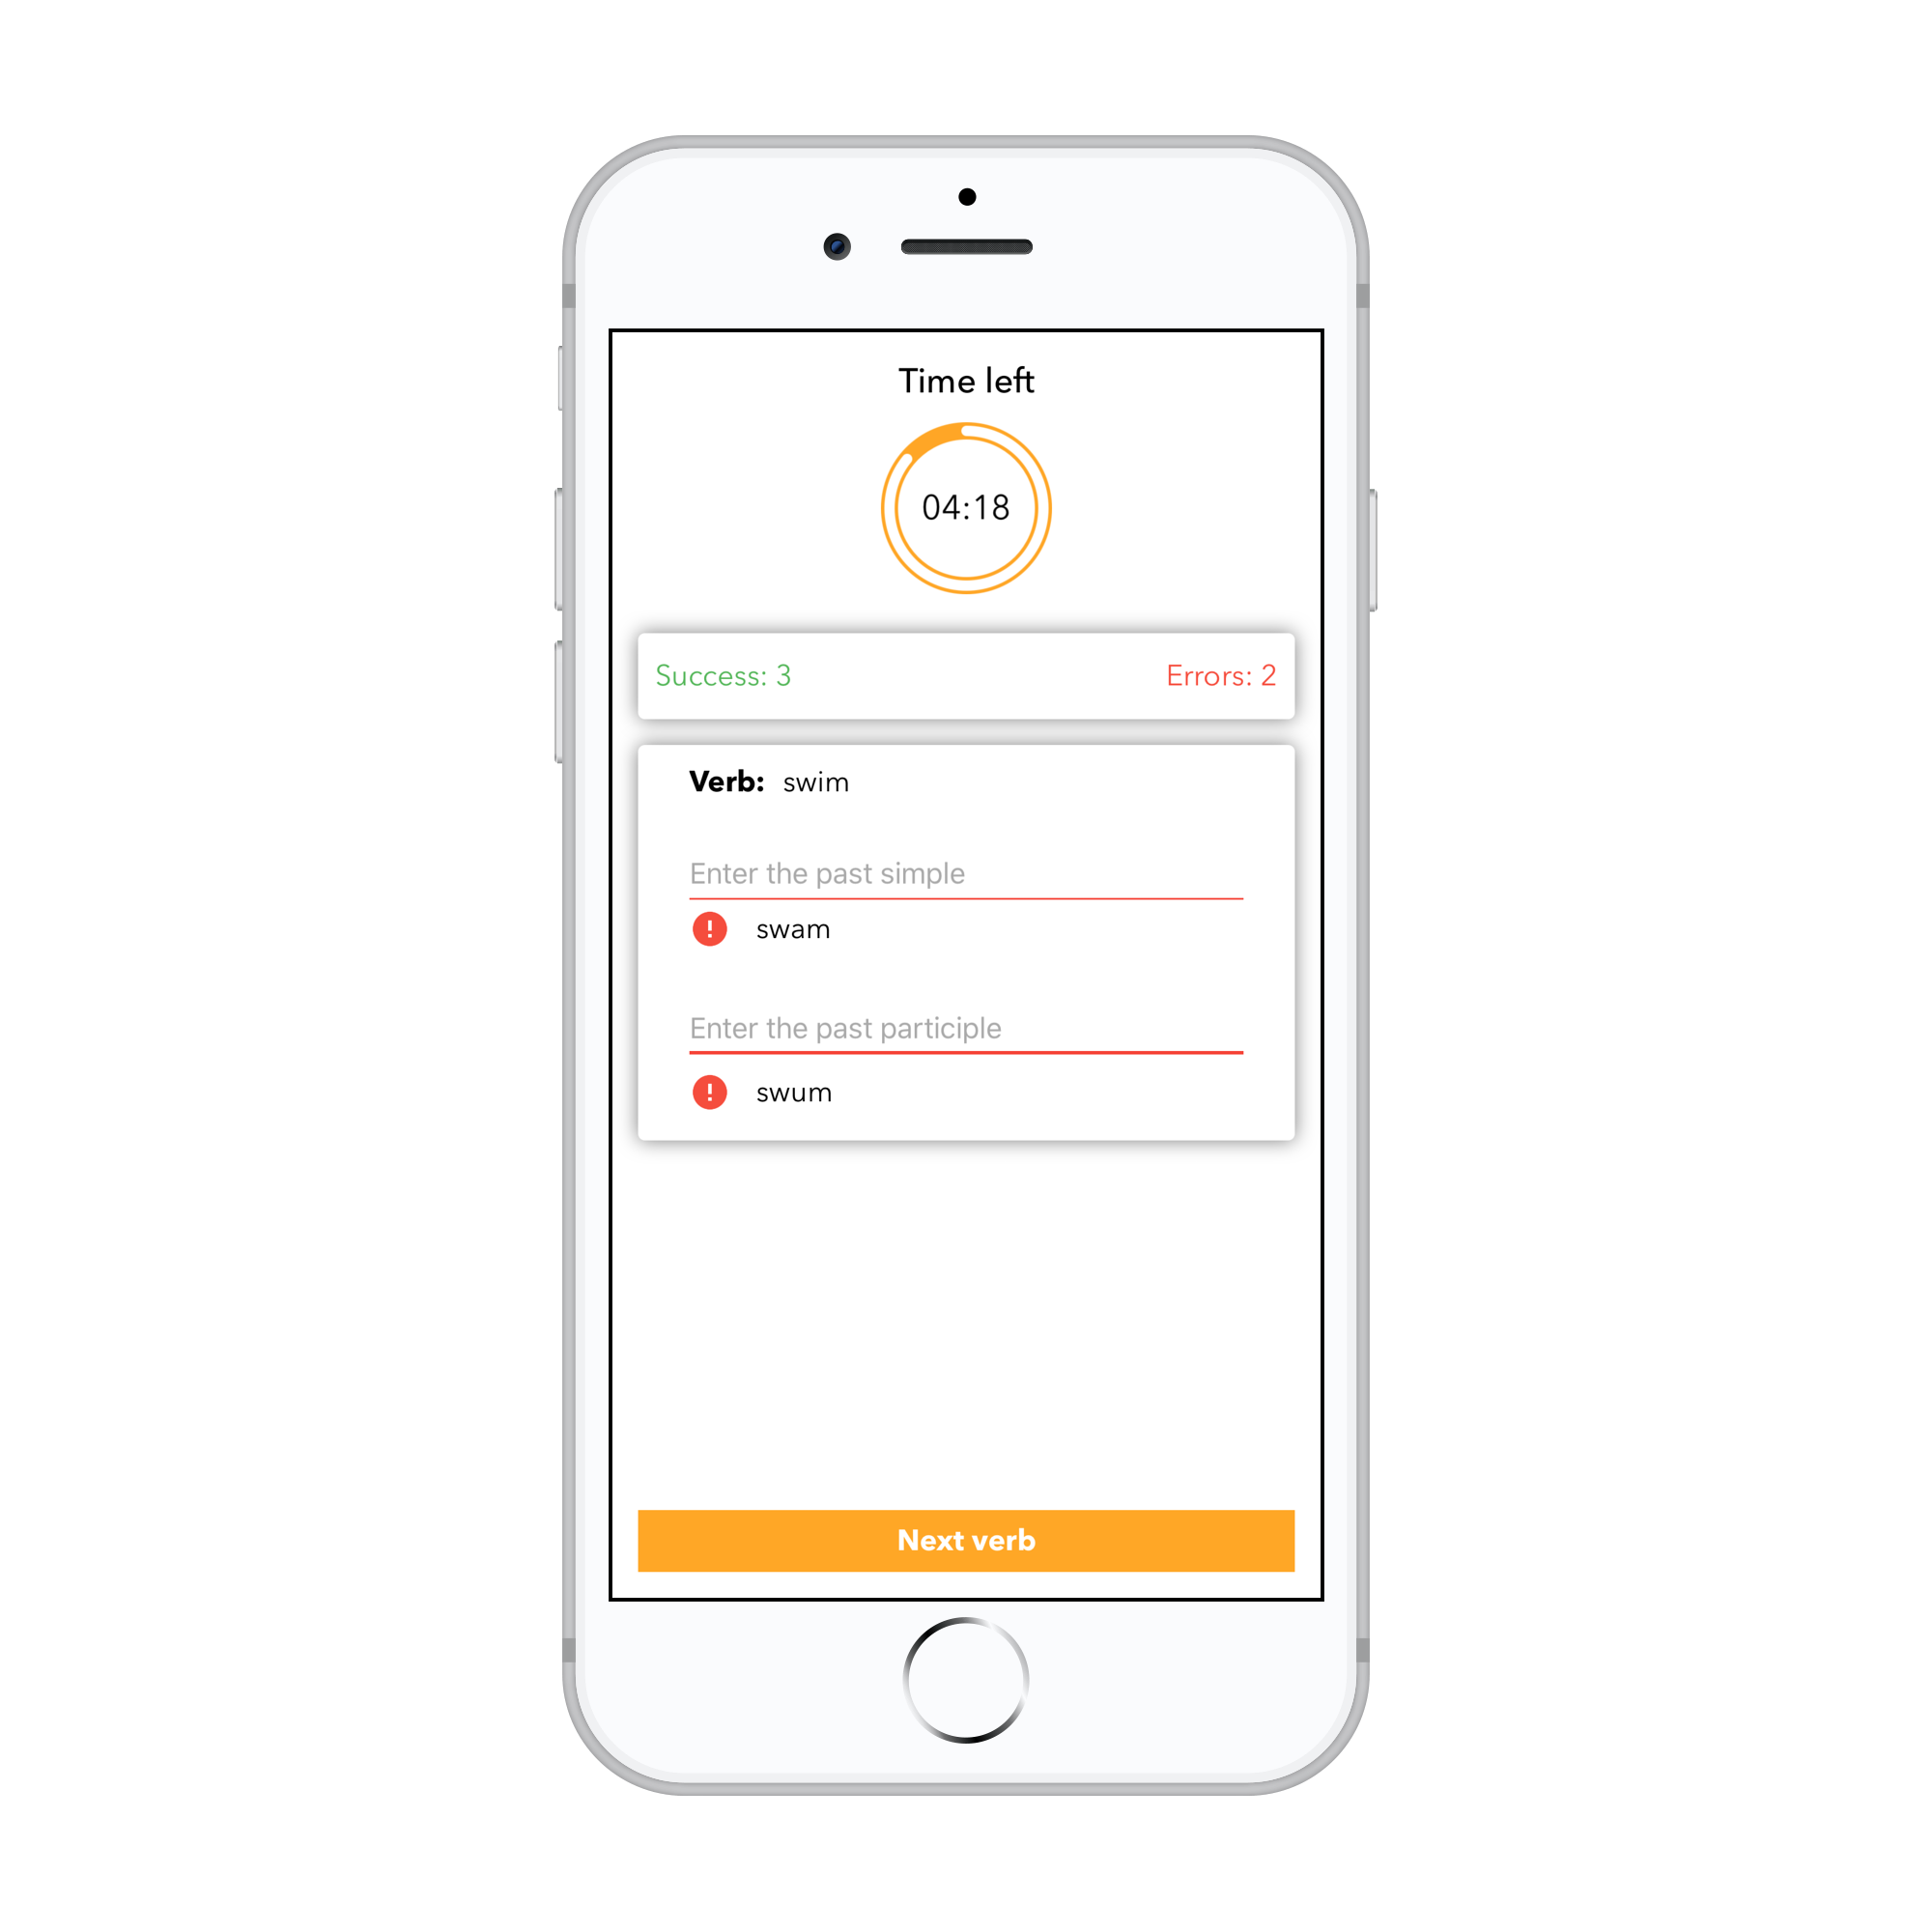 Time left
04:18
Success: 3 Errors: 2
Verb: swim
Enter the past simple
swam
Enter the past participle
swum
Next verb